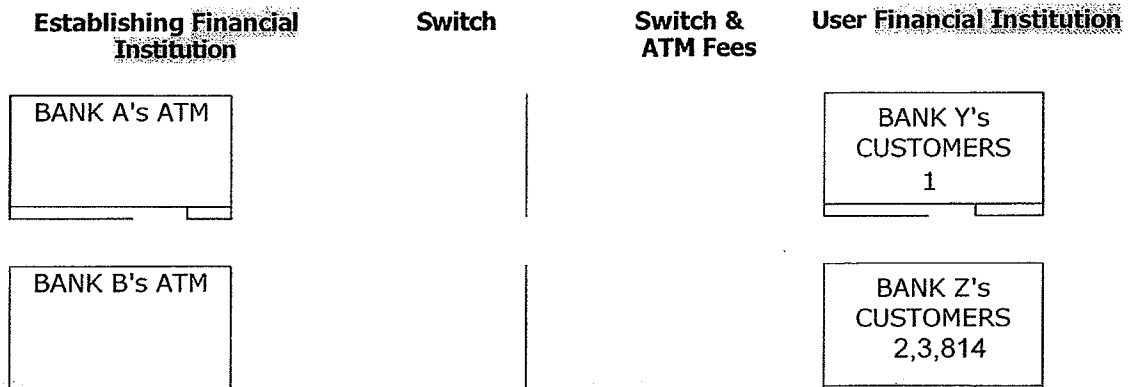 Establishing Financial Institution
Switch
Switch & ATM Fees
User Financial Institution
BANK A's ATM
BANK Y's
CUSTOMERS
1
BANK B's ATM
BANK Z's
CUSTOMERS
2,3,814